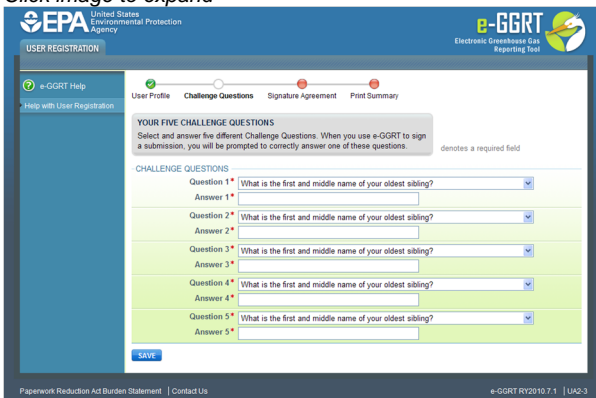 Click image to expand
EPA United States
Environmental Protection
Agency
e-GGRT
Electronic Greenhouse Gas
Reporting Tool
USER REGISTRATION
? e-GGRT Help
Help with User Registration
User Profile Challenge Questions Signature Agreement Print Summary
YOUR FIVE CHALLENGE QUESTIONS
Select and answer five different Challenge Questions. When you use e-GGRT to sign
a submission, you will be prompted to correctly answer one of these questions.
denotes a required field
CHALLENGE QUESTIONS
Question 1* What is the first and middle name of your oldest sibling?
Answer 1*
Question 2* What is the first and middle name of your oldest sibling?
Answer 2*
Question 3* What is the first and middle name of your oldest sibling?
Answer 3*
Question 4* What is the first and middle name of your oldest sibling?
Answer 4*
Question 5* What is the first and middle name of your oldest sibling?
Answer 5*
SAVE
Paperwork Reduction Act Burden Statement | Contact Us
e-GGRT RY2010.7.1 | UA2-3